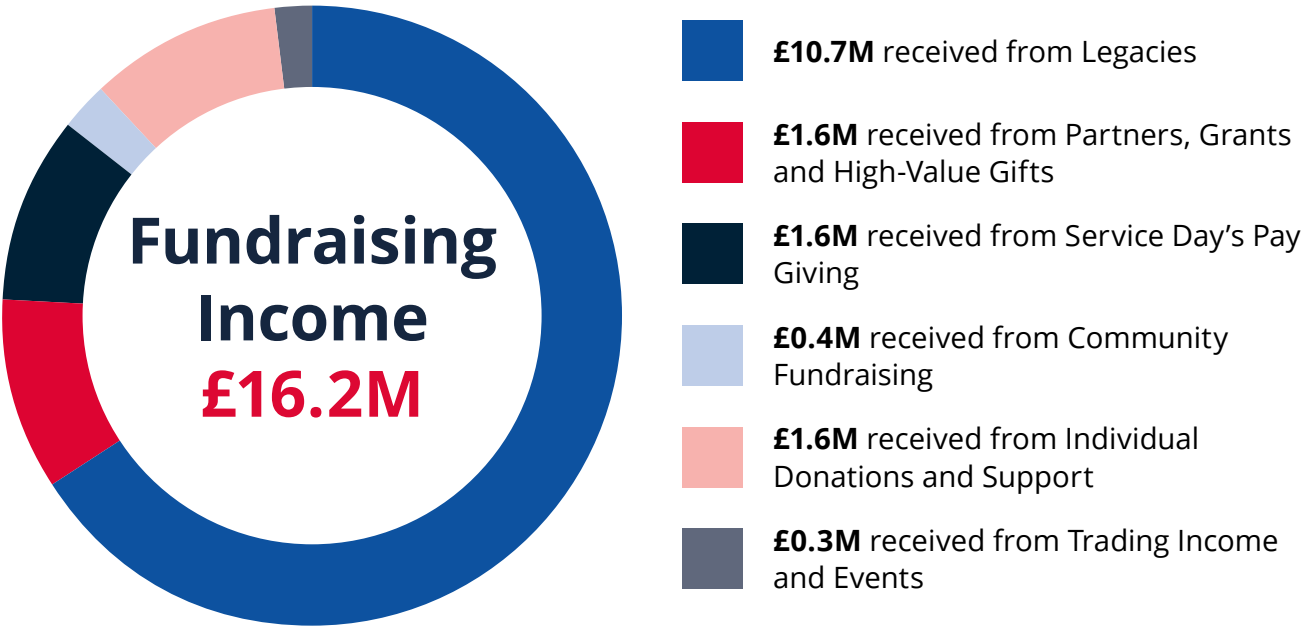 Fundraising
Income
£16.2M
£10.7M received from Legacies
£1.6M received from Partners, Grants
and High-Value Gifts
£1.6M received from Service Day’s Pay
Giving
£0.4M received from Community
Fundraising
£1.6M received from Individual
Donations and Support
£0.3M received from Trading Income
and Events